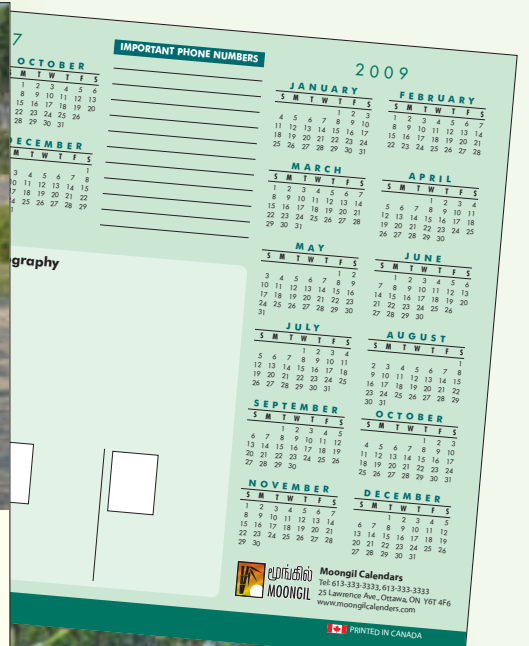 7
OCTOBER
S M T W T F S
1 2 3 4 5 6
8 9 10 11 12 13
15 16 17 18 19 20
22 23 24 25 26
28 29 30 31
DECEMBER
M T W T F S
1
3 4 5 6 7 8
10 11 12 13 14 15
17 18 19 20 21 22
25 26 27 28 29
IMPORTANT PHONE NUMBERS
ography
2009
JANUARY
S M T W T F S
1 2 3
4 5 6 7 8 9 10
11 12 13 14 15 16 17
18 19 20 21 22 23 24
25 26 27 28 29 30 31
FEBRUARY
S M T W T F S
1 2 3 4 5 6 7
8 9 10 11 12 13 14
15 16 17 18 19 20 21
22 23 24 25 26 27 28
MARCH
S M T W T F S
1 2 3 4 5 6 7
8 9 10 11 12 13 14
15 16 17 18 19 20 21
22 23 24 25 26 27 28
29 30 31
APRIL
S M T W T F S
1 2 3 4
5 6 7 8 9 10 11
12 13 14 15 16 17 18
19 20 21 22 23 24 25
26 27 28 29 30
MAY
S M T W T F S
1 2
3 4 5 6 7 8 9
10 11 12 13 14 15 16
17 18 19 20 21 22 23
24 25 26 27 28 29 30
31
JUNE
S M T W T F S
1 2 3 4 5 6
7 8 9 10 11 12 13
14 15 16 17 18 19 20
21 22 23 24 25 26 27
27 28 29 30
JULY
S M T W T F S
1 2 3 4
5 6 7 8 9 10 11
12 13 14 15 16 17 18
19 20 21 22 23 24 25
26 27 28 29 30 31
AUGUST
S M T W T F S
1
2 3 4 5 6 7 8
9 10 11 12 13 14 15
16 17 18 19 20 21 22
23 24 25 26 27 28 29
30 31
SEPTEMBER
S M T W T F S
1 2 3 4 5
6 7 8 9 10 11 12
13 14 15 16 17 18 19
20 21 22 23 24 25 26
27 28 29 30
OCTOBER
S M T W T F S
1 2 3
4 5 6 7 8 9 10
11 12 13 14 15 16 17
18 19 20 21 22 23 24
25 26 27 28 29 30 31
NOVEMBER
S M T W T F S
1 2 3 4 5 6 7
8 9 10 11 12 13 14
15 16 17 18 19 20 21
22 23 24 25 26 27 28
29 30
DECEMBER
S M T W T F S
1 2 3 4 5
6 7 8 9 10 11 12
13 14 15 16 17 18 19
20 21 22 23 24 25 26
27 28 29 30 31
மூங்கில்
MOONGIL
Moongil Calendars
Tel: 613-333-3333, 613-333-3333
25 Lawrence Ave., Ottawa, ON Y6T 4F6
www.moongilcalenders.com
PRINTED IN CANADA